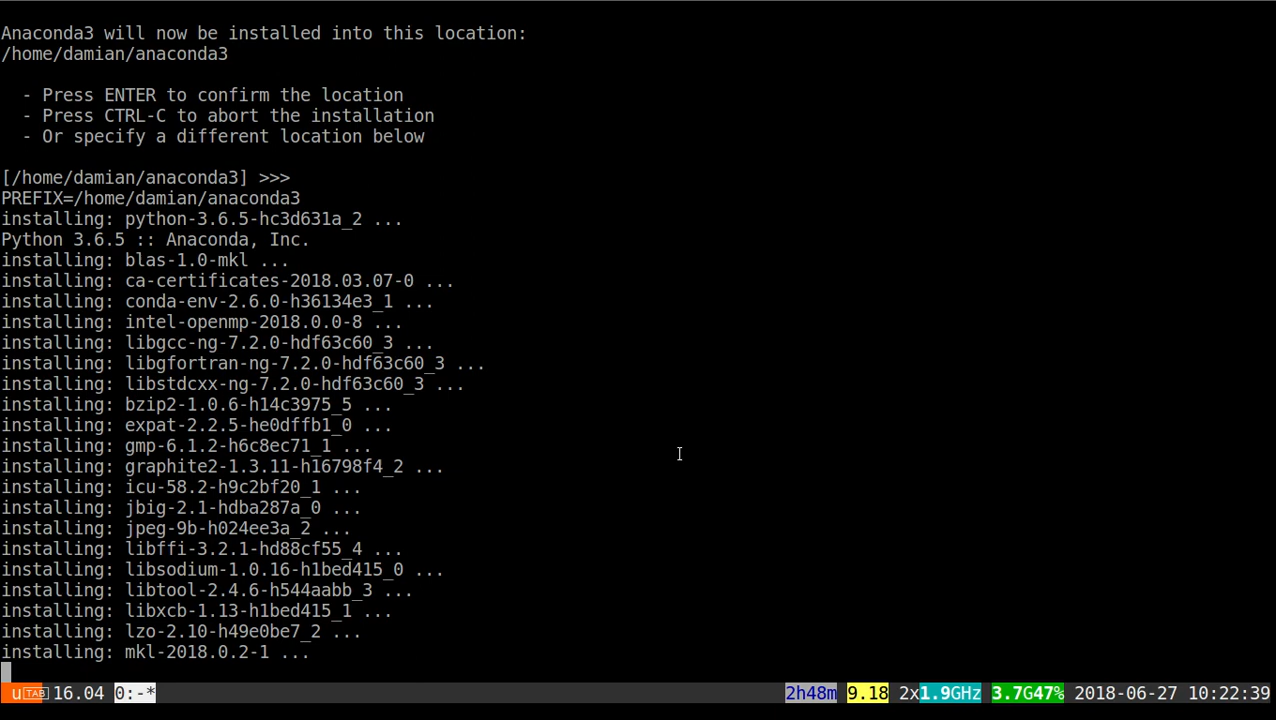 Anaconda3 will now be installed into this location:
/home/damian/anaconda3
- Press ENTER to confirm the location
- Press CTRL-C to abort the installation
- Or specify a different location below
[/home/damian/anaconda3] >>>
PREFIX=/home/damian/anaconda3
installing: python-3.6.5-hc3d631a_2 ...
Python 3.6.5 :: Anaconda, Inc.
installing: blas-1.0-mkl ...
installing: ca-certificates-2018.03.07-0 ...
installing: conda-env-2.6.0-h36134e3_1 ...
installing: intel-openmp-2018.0.0-8 ...
installing: libgcc-ng-7.2.0-hdf63c60_3 ...
installing: libgfortran-ng-7.2.0-hdf63c60_3 ...
installing: libstdcxx-ng-7.2.0-hdf63c60_3 ...
installing: bzip2-1.0.6-h14c3975_5 ...
installing: expat-2.2.5-he0dffb1_0 ...
installing: gmp-6.1.2-h6c8ec71_1 ...
installing: graphite2-1.3.11-h16798f4_2 ...
installing: icu-58.2-h9c2bf20_1 ...
installing: jbig-2.1-hdba287a_0 ...
installing: jpeg-9b-h024ee3a_2 ...
installing: libffi-3.2.1-hd88cf55_4 ...
installing: libsodium-1.0.16-h1bed415_0 ...
installing: libtool-2.4.6-h544aabb_3 ...
installing: libxcb-1.13-h1bed415_1 ...
installing: lzo-2.10-h49e0be7_2 ...
installing: mkl-2018.0.2-1 ...
u TAB 16.04 0:-* 2h48m 9.18 2x1.9GHz 3.7G47% 2018-06-27 10:22:39